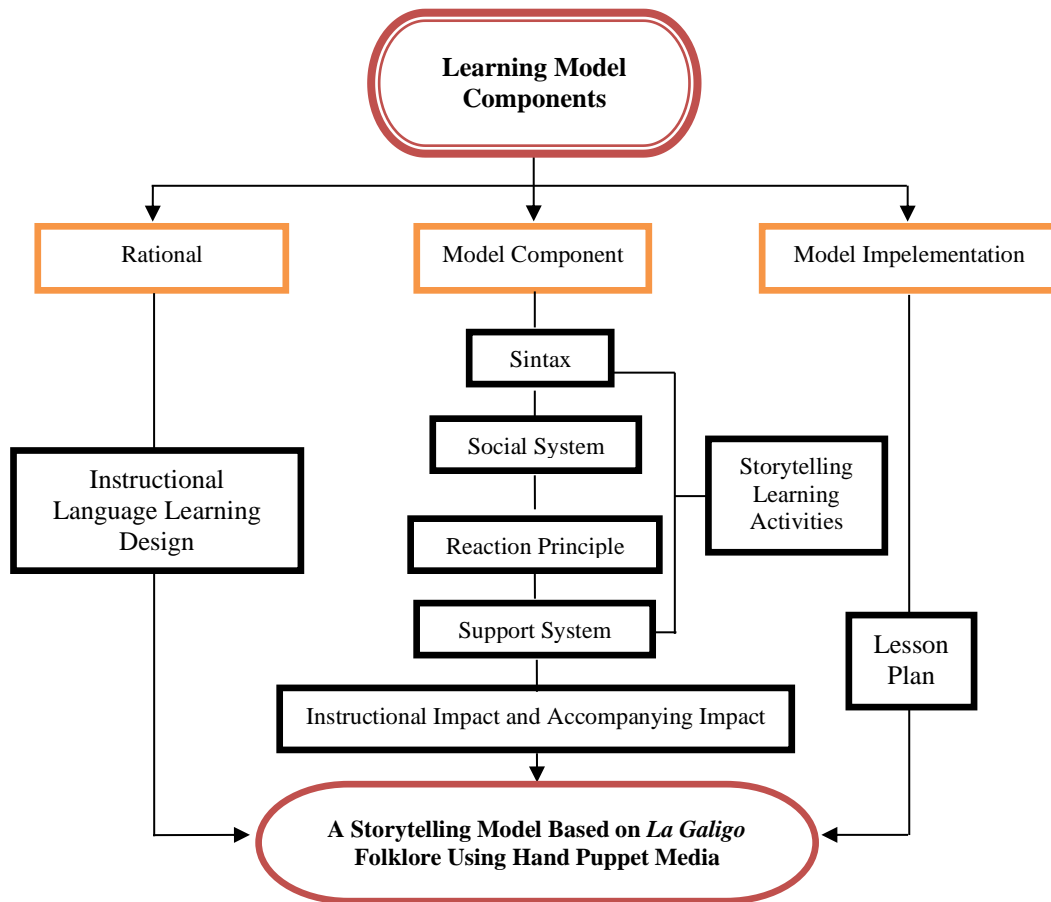 Learning Model
Components
Rational
Model Component
Model Impelementation
Sintax
Social System
Instructional
Language Learning
Design
Storytelling
Learning
Activities
Reaction Principle
Support System
Lesson
Plan
Instructional Impact and Accompanying Impact
A Storytelling Model Based on La Galigo
Folklore Using Hand Puppet Media